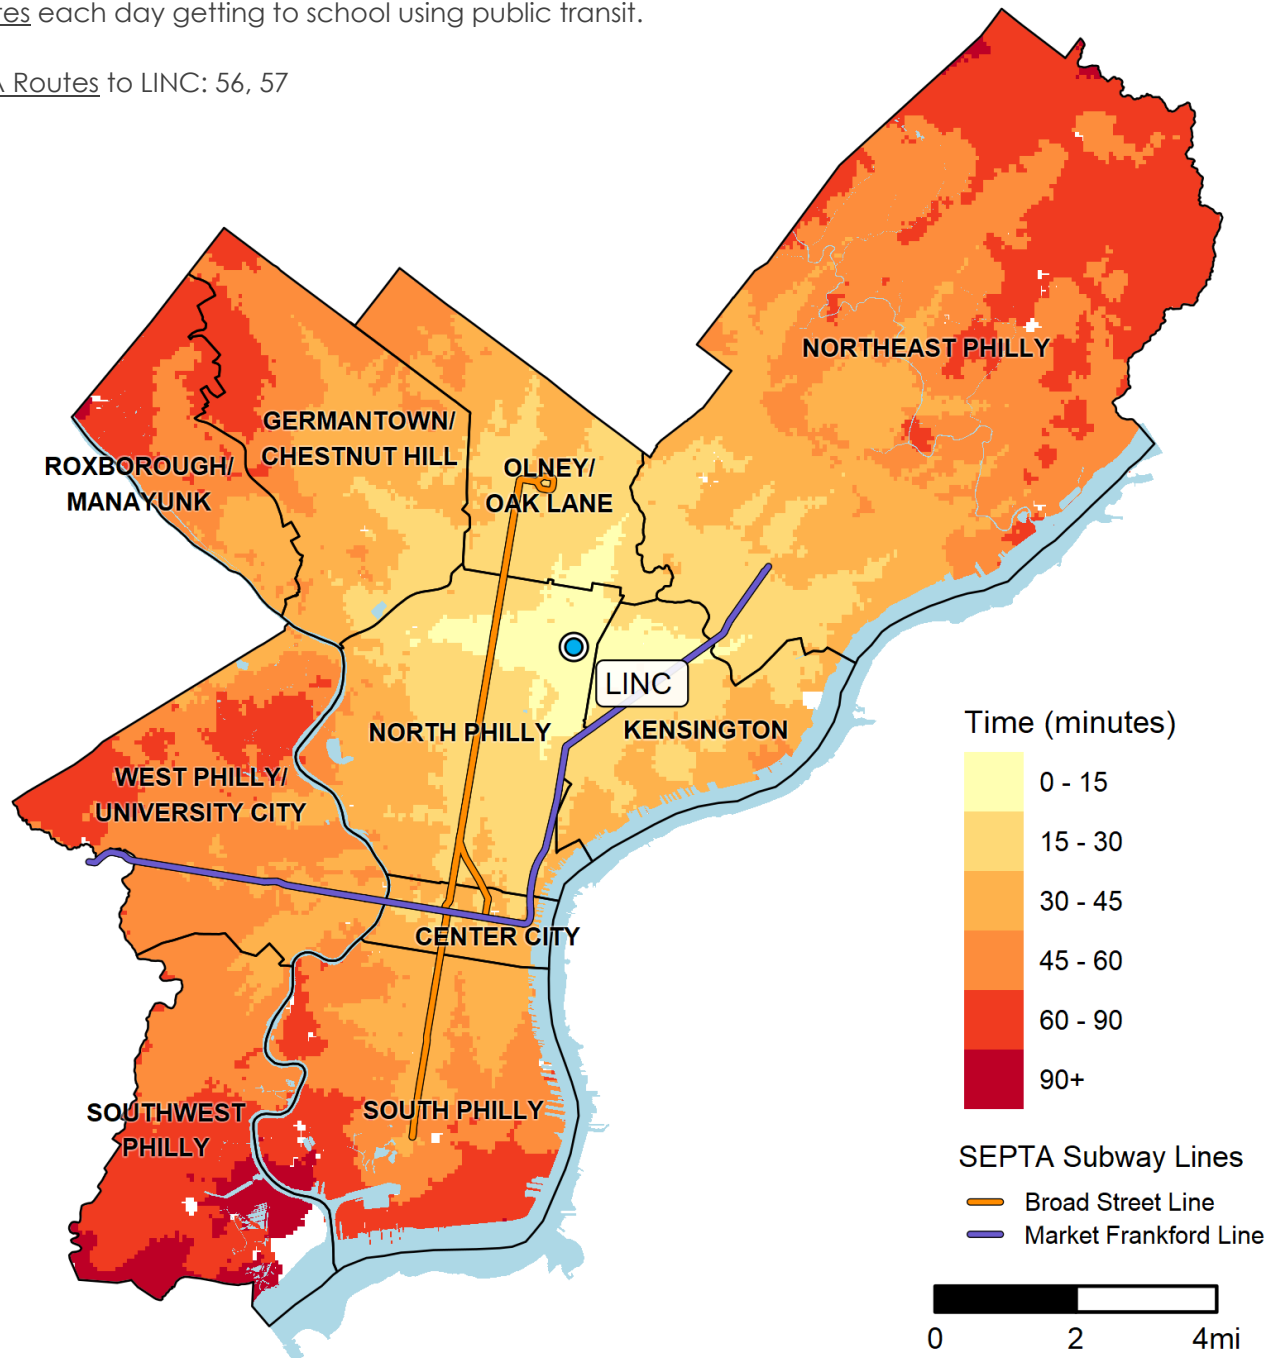 each day getting to school using public transit.
Routes to LINC: 56, 57
NORTHEAST PHILLY
GERMANTOWN/
CHESTNUT HILL
ROXBOROUGH/
MANAYUNK
OLNEY/
OAK LANE
LINC
NORTH PHILLY
KENSINGTON
WEST PHILLY/
UNIVERSITY CITY
CENTER CITY
SOUTHWEST
PHILLY
SOUTH PHILLY
Time (minutes)
0 - 15
15 - 30
30 - 45
45 - 60
60 - 90
90+
SEPTA Subway Lines
Broad Street Line
Market Frankford Line
0 2 4mi